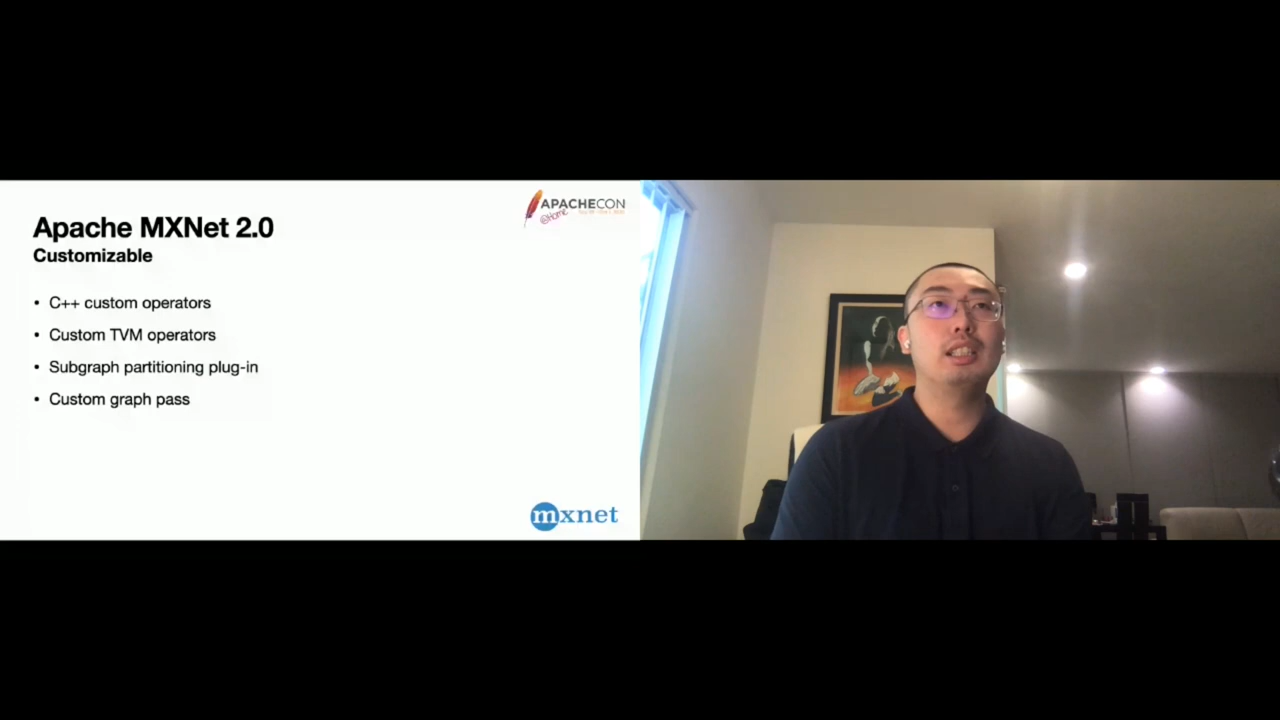 APACHECON
@Home
Apache MXNet 2.0
Customizable
• C++ custom operators
• Custom TVM operators
• Subgraph partitioning plug-in
• Custom graph pass
mxnet